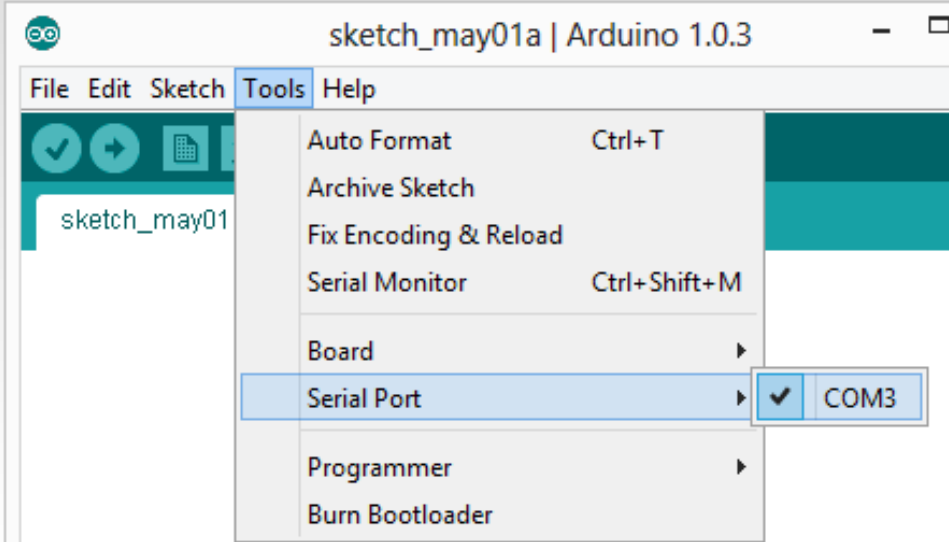 sketch_may01a | Arduino 1.0.3
File Edit Sketch Tools Help
Auto Format Ctrl+T
Archive Sketch
sketch_may01
Fix Encoding & Reload
Serial Monitor Ctrl+Shift+M
Board
Serial Port
COM3
Programmer
Burn Bootloader